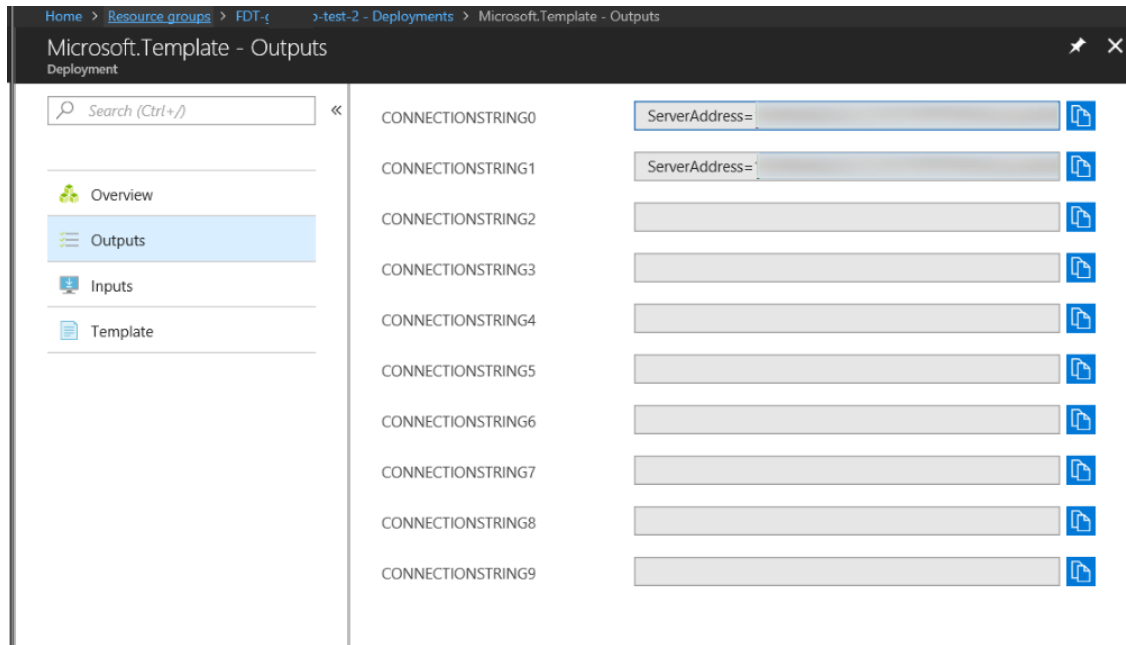 Home > Resource groups > FDT- -test-2 - Deployments > Microsoft.Template - Outputs
Microsoft.Template - Outputs
Deployment
Search (Ctrl+/)
Overview
Outputs
Inputs
Template
CONNECTIONSTRING0 ServerAddress=
CONNECTIONSTRING1 ServerAddress=
CONNECTIONSTRING2
CONNECTIONSTRING3
CONNECTIONSTRING4
CONNECTIONSTRING5
CONNECTIONSTRING6
CONNECTIONSTRING7
CONNECTIONSTRING8
CONNECTIONSTRING9